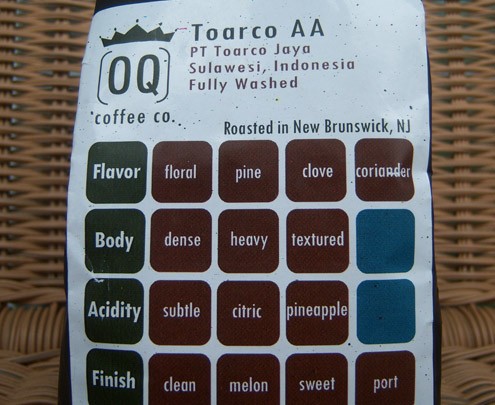 Toarco AA
PT Toarco Jaya
Sulawesi, Indonesia
Fully Washed
OQ
coffee co.
Roasted in New Brunswick, NJ
Flavor floral pine clove coriander
Body dense heavy textured
Acidity subtle citric pineapple
Finish clean melon sweet port